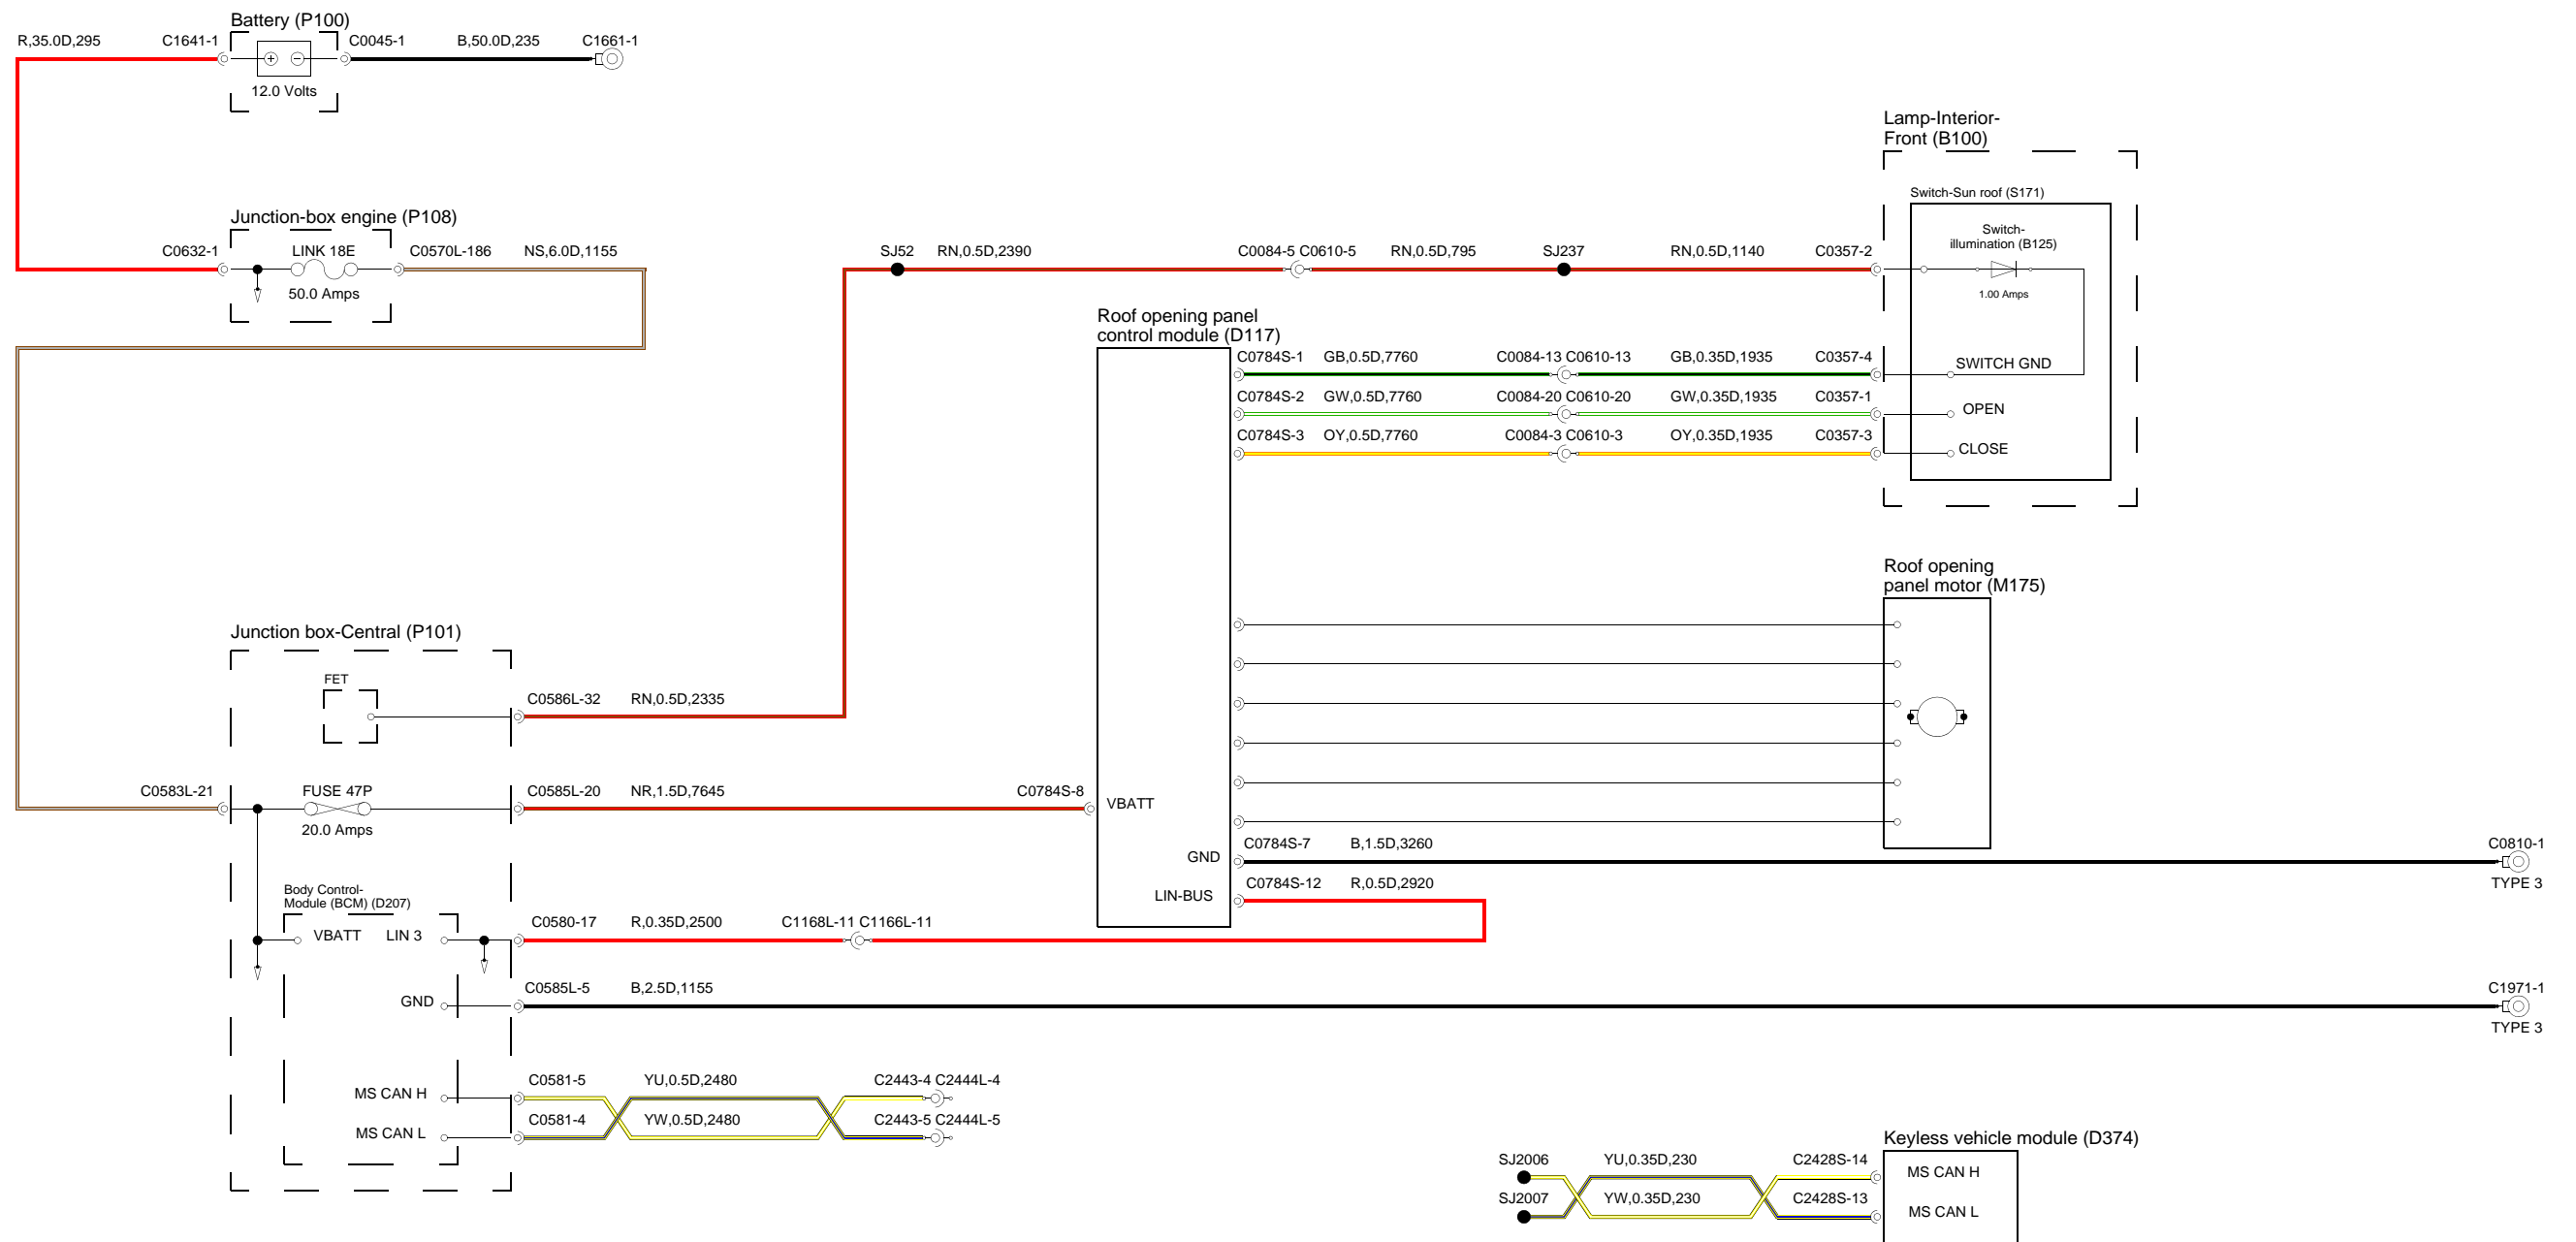 Battery (P100)
R,35.0D,295
C1641-1
C0045-1
B,50.0D,235
C1661-1
12.0 Volts
Lamp-Interior-
Front (B100)
Switch-Sun roof (S171)
Junction-box engine (P108)
C0632-1
LINK 18E
C0570L-186
NS,6.0D,1155
50.0 Amps
SJ52
RN,0.5D,2390
C0084-5 C0610-5
RN,0.5D,795
SJ237
RN,0.5D,1140
C0357-2
Switch-
illumination (B125)
1.00 Amps
Roof opening panel
control module (D117)
C0784S-1
GB,0.5D,7760
C0084-13 C0610-13
GB,0.35D,1935
C0357-4
SWITCH GND
C0784S-2
GW,0.5D,7760
C0084-20 C0610-20
GW,0.35D,1935
C0357-1
OPEN
C0784S-3
OY,0.5D,7760
C0084-3 C0610-3
OY,0.35D,1935
C0357-3
CLOSE
Roof opening
panel motor (M175)
Junction box-Central (P101)
FET
C0586L-32
RN,0.5D,2335
C0583L-21
FUSE 47P
20.0 Amps
C0585L-20
NR,1.5D,7645
C0784S-8
VBATT
GND
C0784S-7
B,1.5D,3260
C0810-1
TYPE 3
LIN-BUS
C0784S-12
R,0.5D,2920
Body Control-
Module (BCM) (D207)
VBATT
LIN 3
C0580-17
R,0.35D,2500
C1168L-11 C1166L-11
GND
C0585L-5
B,2.5D,1155
C1971-1
TYPE 3
MS CAN H
C0581-5
YU,0.5D,2480
C2443-4 C2444L-4
MS CAN L
C0581-4
YW,0.5D,2480
C2443-5 C2444L-5
Keyless vehicle module (D374)
SJ2006
YU,0.35D,230
C2428S-14
MS CAN H
SJ2007
YW,0.35D,230
C2428S-13
MS CAN L